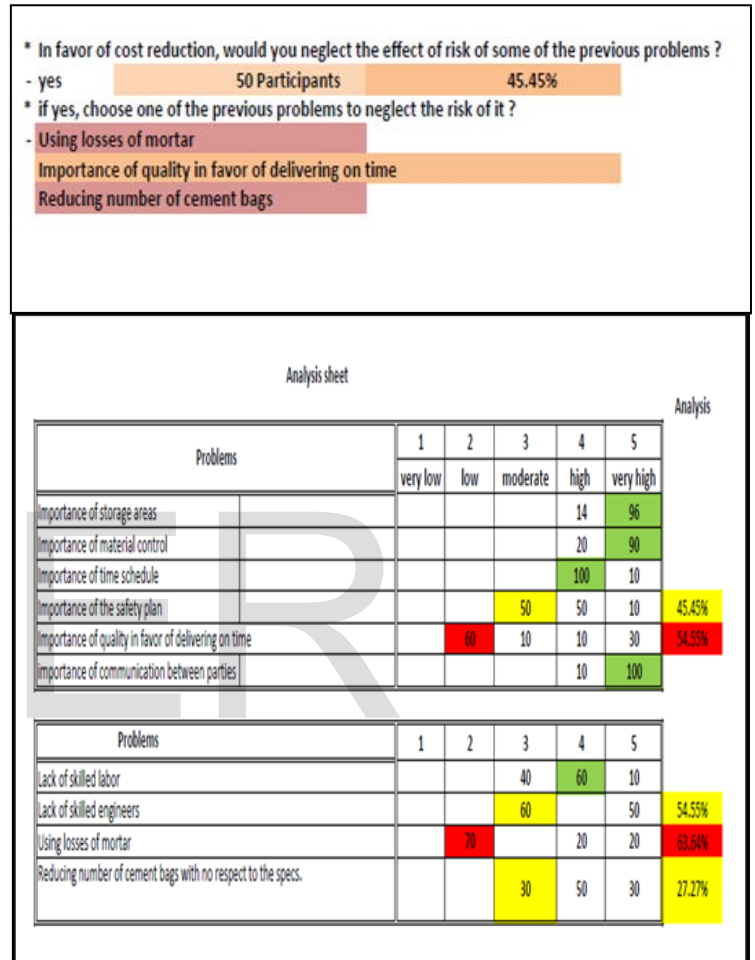 * In favor of cost reduction, would you neglect the effect of risk of some of the previous problems ?
- yes 50 Participants 45.45%
* if yes, choose one of the previous problems to neglect the risk of it ?
- Using losses of mortar
Importance of quality in favor of delivering on time
Reducing number of cement bags
Analysis sheet
Analysis
Problems 1 2 3 4 5
very low low moderate high very high
Importance of storage areas 14 96
Importance of material control 20 90
Importance of time schedule 100 10
Importance of the safety plan 50 50 10 45.45%
Importance of quality in favor of delivering on time 60 10 10 30 54.55%
importance of communication between parties 10 100
Problems 1 2 3 4 5
Lack of skilled labor 40 60 10
Lack of skilled engineers 60 50 54.55%
Using losses of mortar 70 20 20 63.64%
Reducing number of cement bags with no respect to the specs. 30 50 30 27.27%
ER